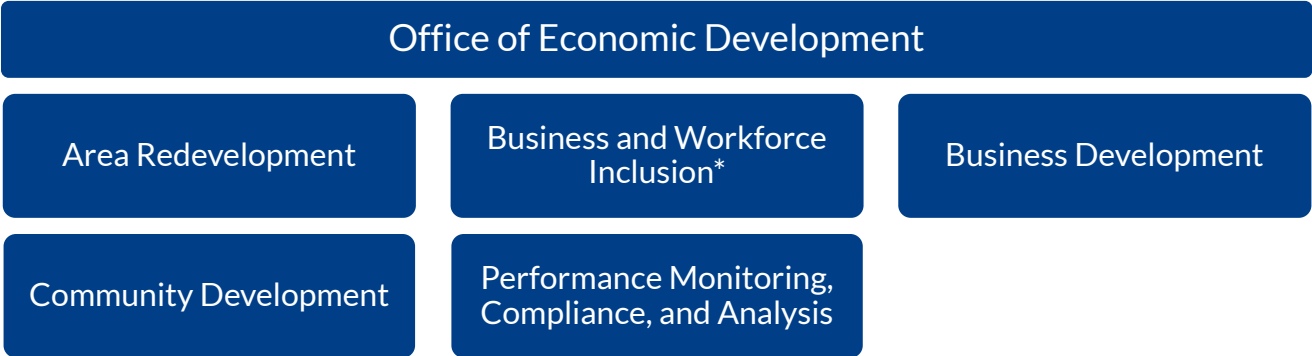 Office of Economic Development
Area Redevelopment
Business and Workforce
Inclusion*
Business Development
Community Development
Performance Monitoring,
Compliance, and Analysis